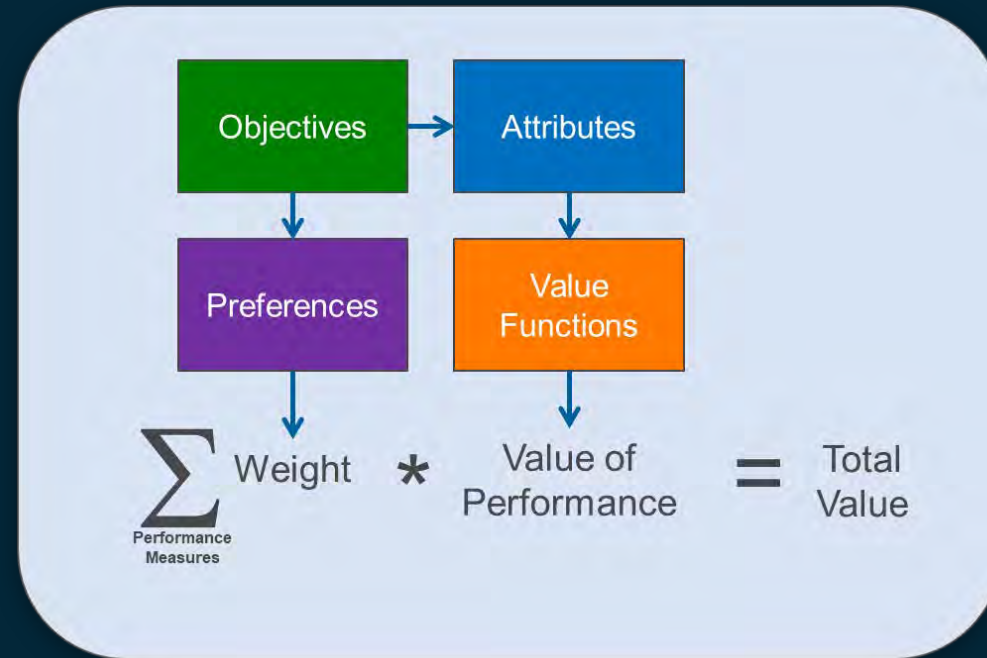 Objectives
Attributes
Preferences
Value
Functions
∑ Weight * Value of = Total
Performance Value
Performance
Measures